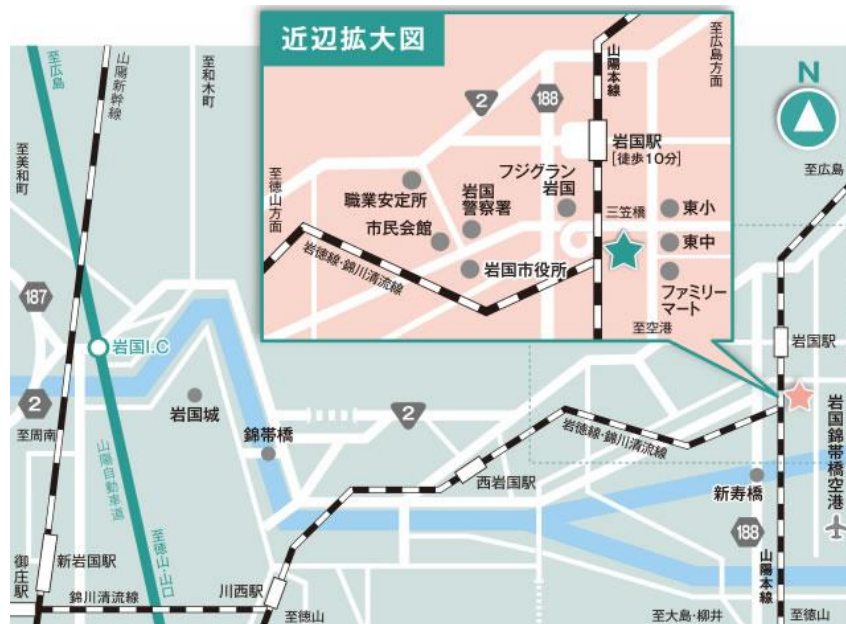 近辺拡大図
至広島
山陽新幹線
至和木町
至美和町
187
岩国I.C
2
至周南
岩国城
錦帯橋
2
山陽自動車道
至徳山・山口
御庄駅
新岩国駅
錦川清流線
川西駅
至徳山
西岩国駅
岩徳線・錦川清流線
2
188
山陽本線
至広島方面
岩国駅
[徒歩10分]
フジグラン
岩国
三笠橋
東小
東中
ファミリー
マート
至空港
職業安定所
岩国
警察署
市民会館
岩国市役所
至徳山方面
岩徳線・錦川清流線
N
至広島
岩国駅
岩国錦帯橋空港
新寿橋
188
山陽本線
至大島・柳井
至徳山